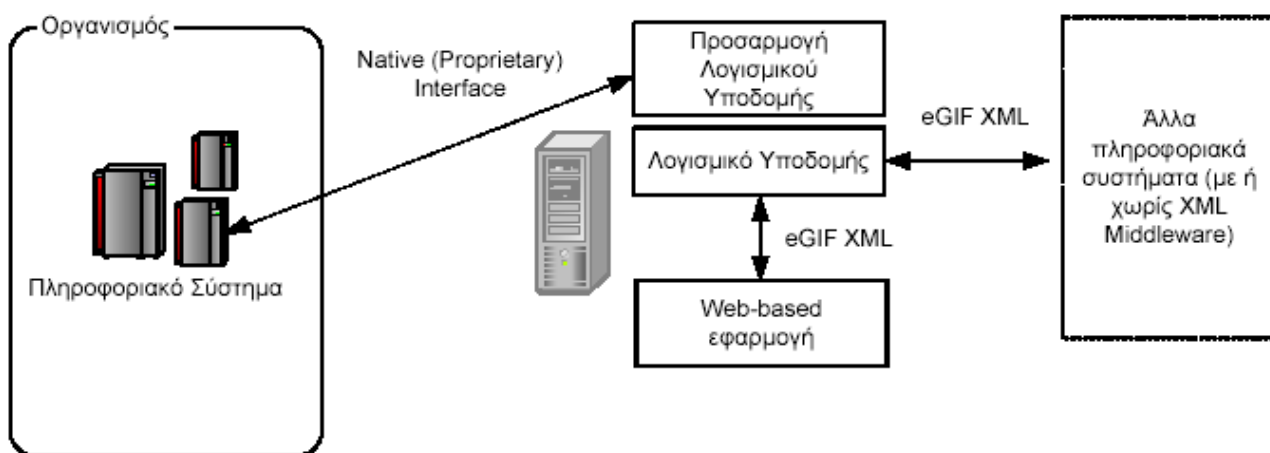 Οργανισμός
Πληροφοριακό Σύστημα
Native (Proprietary)
Interface
Προσαρμογή
Λογισμικού
Υποδομής
Λογισμικό Υποδομής
eGIF XML
Web-based
εφαρμογή
eGIF XML
Άλλα
πληροφοριακά
συστήματα (με ή
χωρίς XML
Middleware)